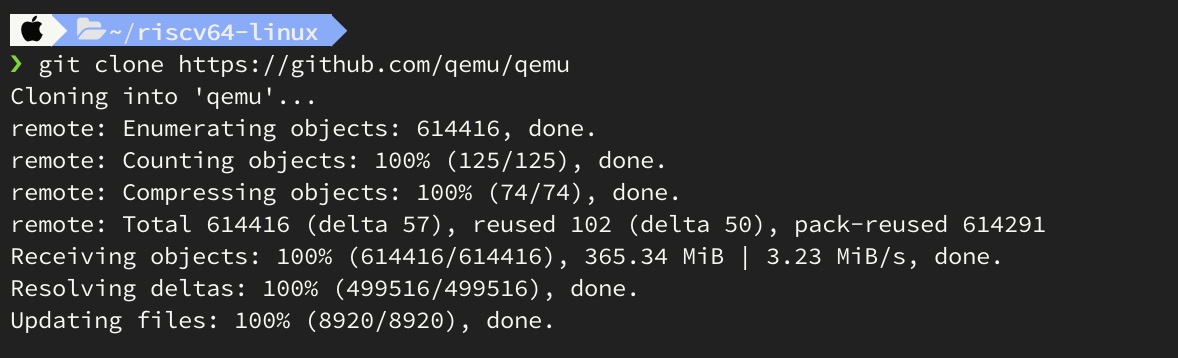 ~/riscv64-linux
❯ git clone https://github.com/qemu/qemu
Cloning into 'qemu'...
remote: Enumerating objects: 614416, done.
remote: Counting objects: 100% (125/125), done.
remote: Compressing objects: 100% (74/74), done.
remote: Total 614416 (delta 57), reused 102 (delta 50), pack-reused 614291
Receiving objects: 100% (614416/614416), 365.34 MiB | 3.23 MiB/s, done.
Resolving deltas: 100% (499516/499516), done.
Updating files: 100% (8920/8920), done.